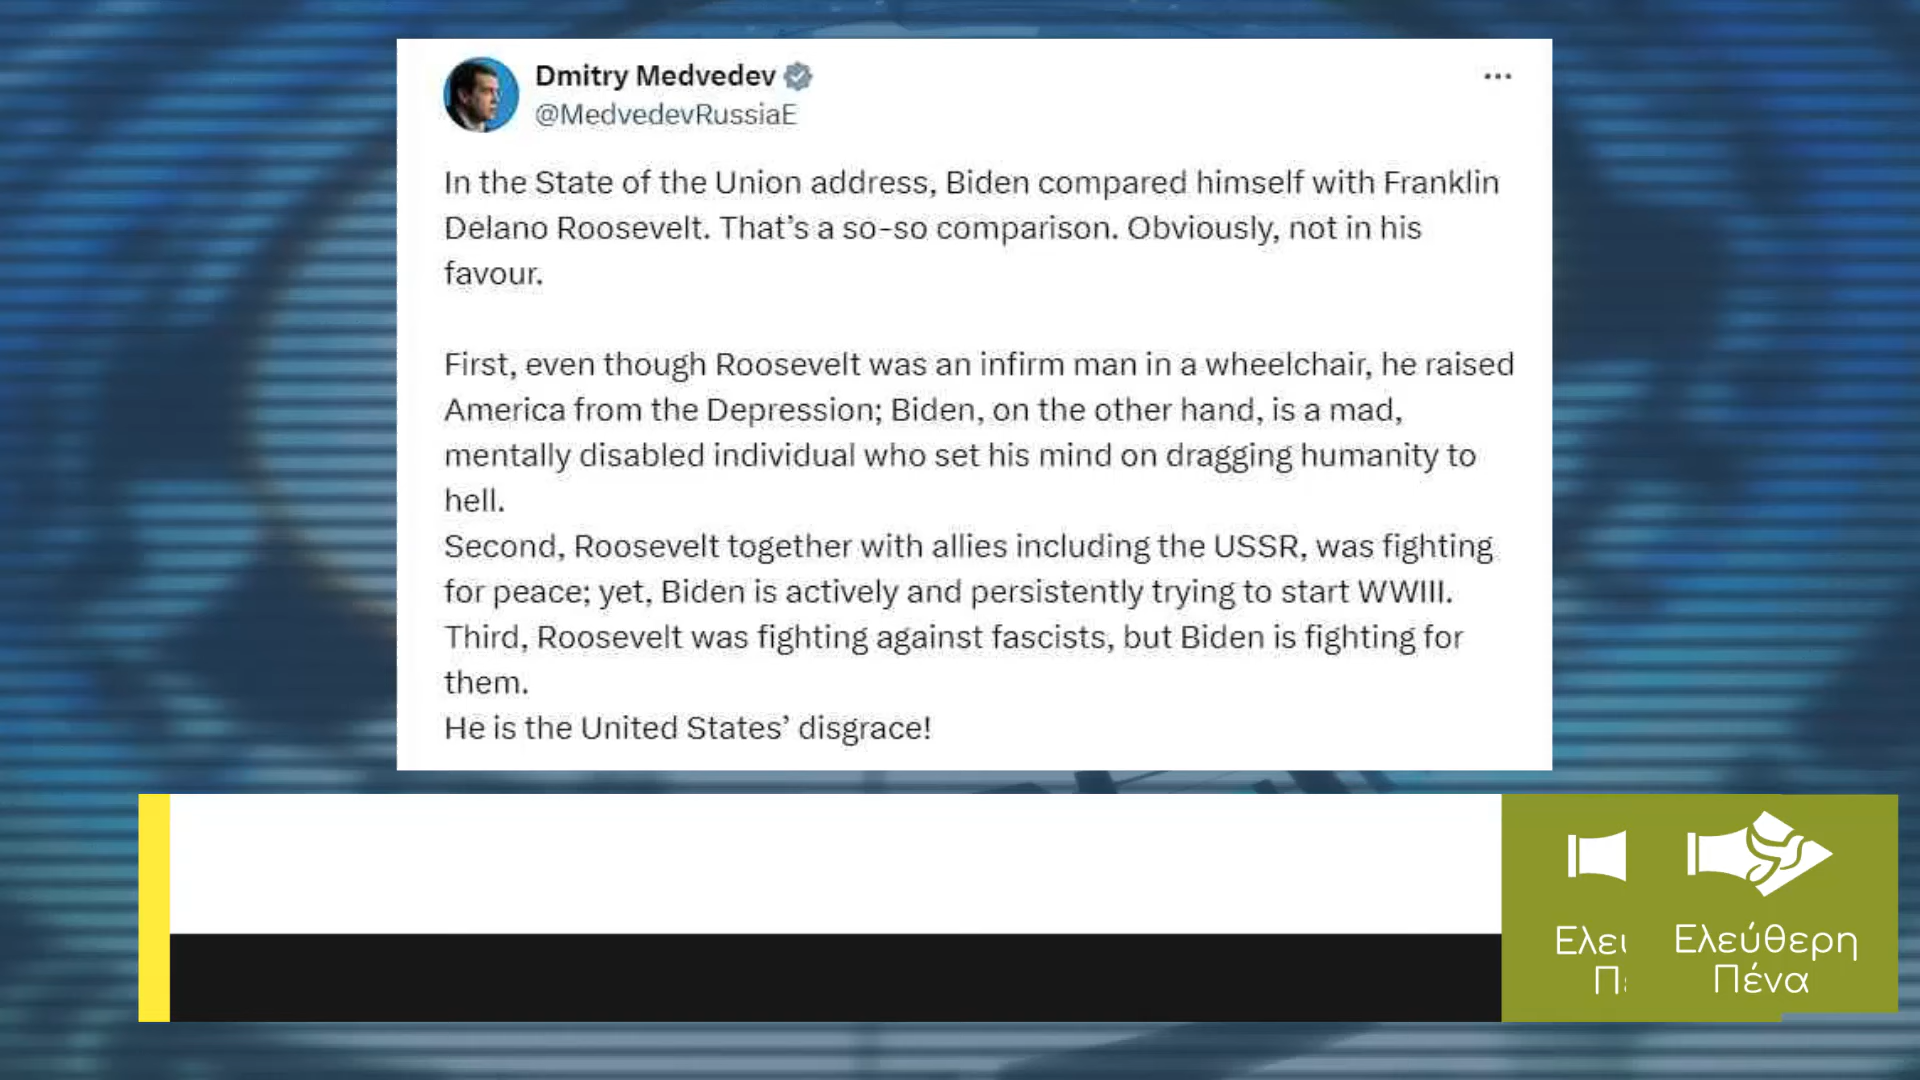 Dmitry Medvedev
@MedvedevRussiaE
In the State of the Union address, Biden compared himself with Franklin
Delano Roosevelt. That’s a so-so comparison. Obviously, not in his
favour.
First, even though Roosevelt was an infirm man in a wheelchair, he raised
America from the Depression; Biden, on the other hand, is a mad,
mentally disabled individual who set his mind on dragging humanity to
hell.
Second, Roosevelt together with allies including the USSR, was fighting
for peace; yet, Biden is actively and persistently trying to start WWIII.
Third, Roosevelt was fighting against fascists, but Biden is fighting for
them.
He is the United States’ disgrace!
Ελεύθερη
Πένα